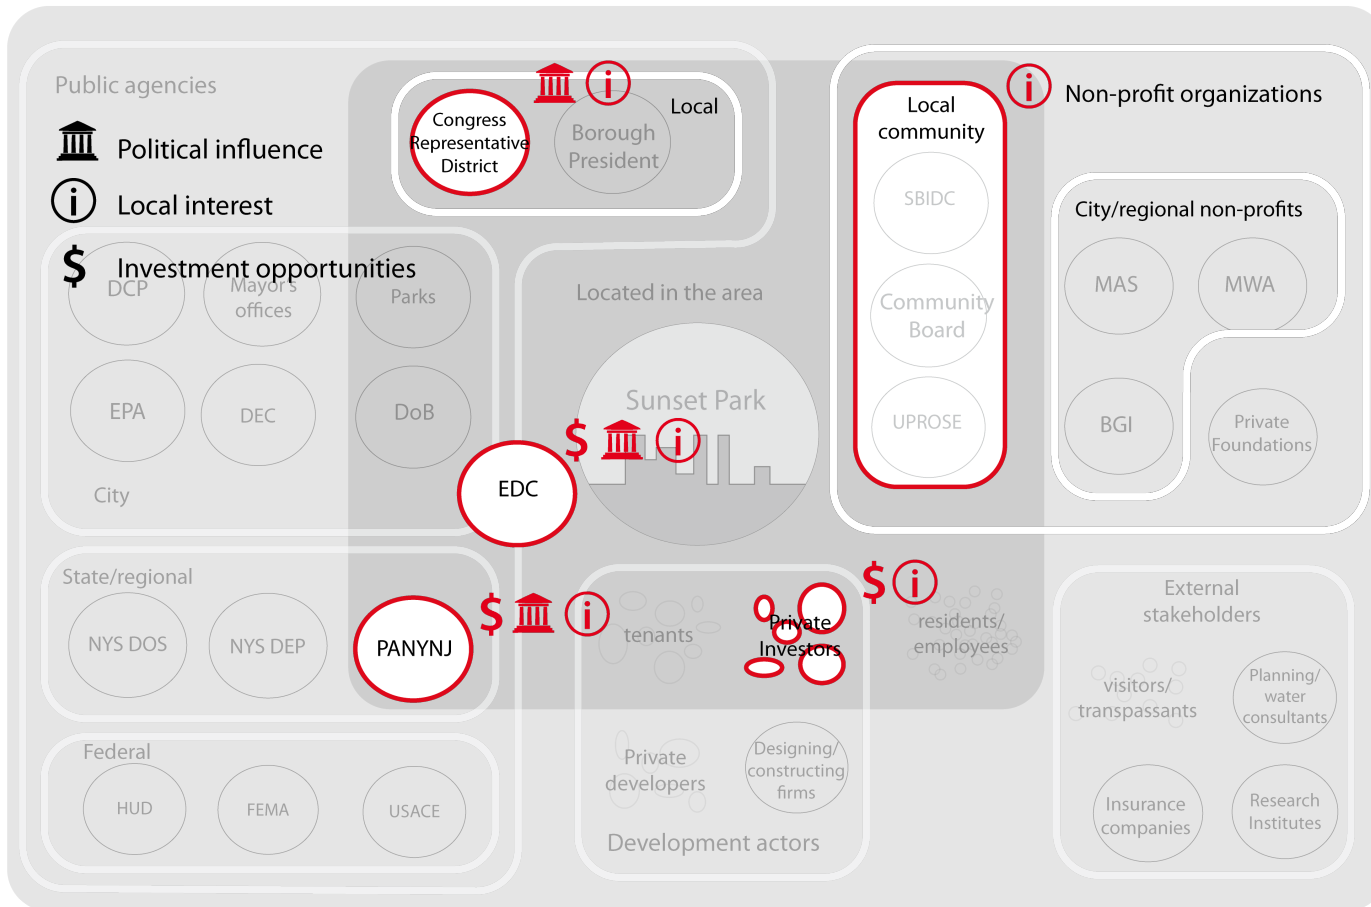 Public agencies
Political influence
Local interest
$ Investment opportunities
Congress
Representative
District
Borough
President
Local
Local
community
SBIDC
Community
Board
UPROSE
Non-profit organizations
City/regional non-profits
MAS
MWA
BGI
Private
Foundations
DCP
Mayor's
offices
Parks
EPA
DEC
DoB
City
Located in the area
Sunset Park
$
EDC
State/regional
NYS DOS
NYS DEP
PANYNJ
$
tenants
Private
Investors
$
residents/
employees
External
stakeholders
visitors/
transpassants
Planning/
water
consultants
Insurance
companies
Research
Institutes
Federal
HUD
FEMA
USACE
Private
developers
Designing/
constructing
firms
Development actors